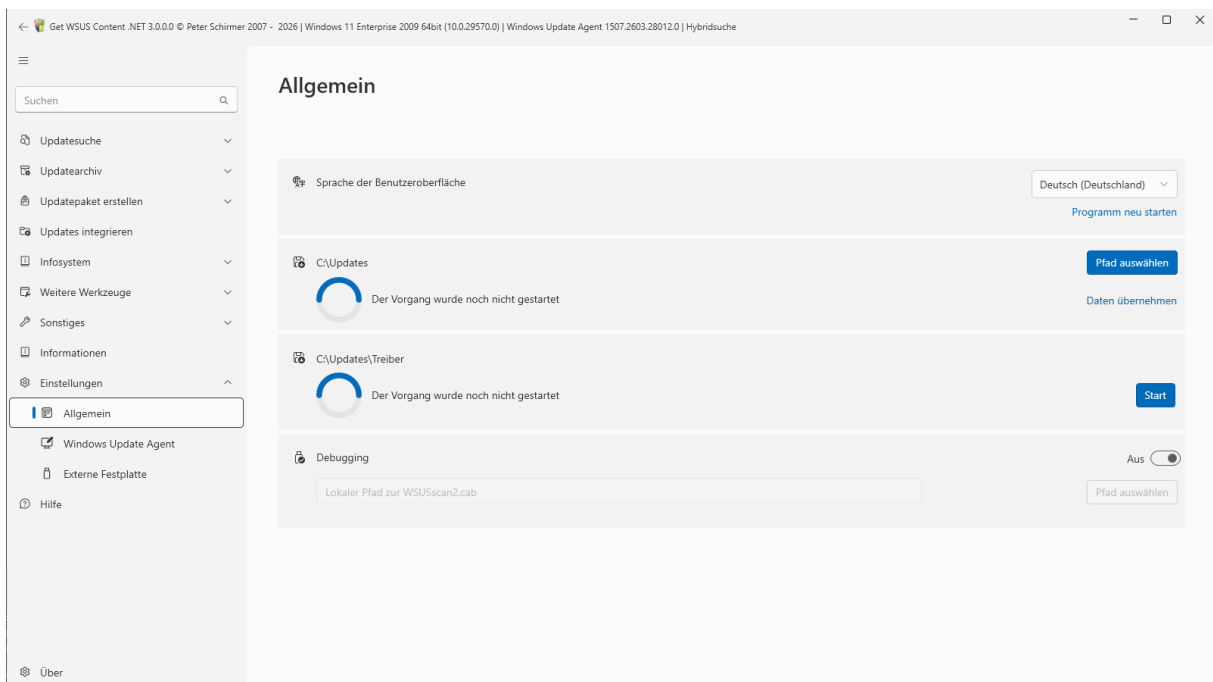 Get WSUS Content .NET 3.0.0.0 © Peter Schirmer 2007 - 2026 | Windows 11 Enterprise 2009 64bit (10.0.29570.0) | Windows Update Agent 1507.2603.28012.0 | Hybridsuche
Suchen
Updatesuche
Updatearchiv
Updatepaket erstellen
Updates integrieren
Infosystem
Weitere Werkzeuge
Sonstiges
Informationen
Einstellungen
Allgemein
Windows Update Agent
Externe Festplatte
Hilfe
Über
Allgemein
Sprache der Benutzeroberfläche
Deutsch (Deutschland)
Programm neu starten
C:\Updates
Pfad auswählen
Der Vorgang wurde noch nicht gestartet
Daten übernehmen
C:\Updates\Treiber
Der Vorgang wurde noch nicht gestartet
Start
Debugging
Aus
Lokaler Pfad zur WSUSscan2.cab
Pfad auswählen